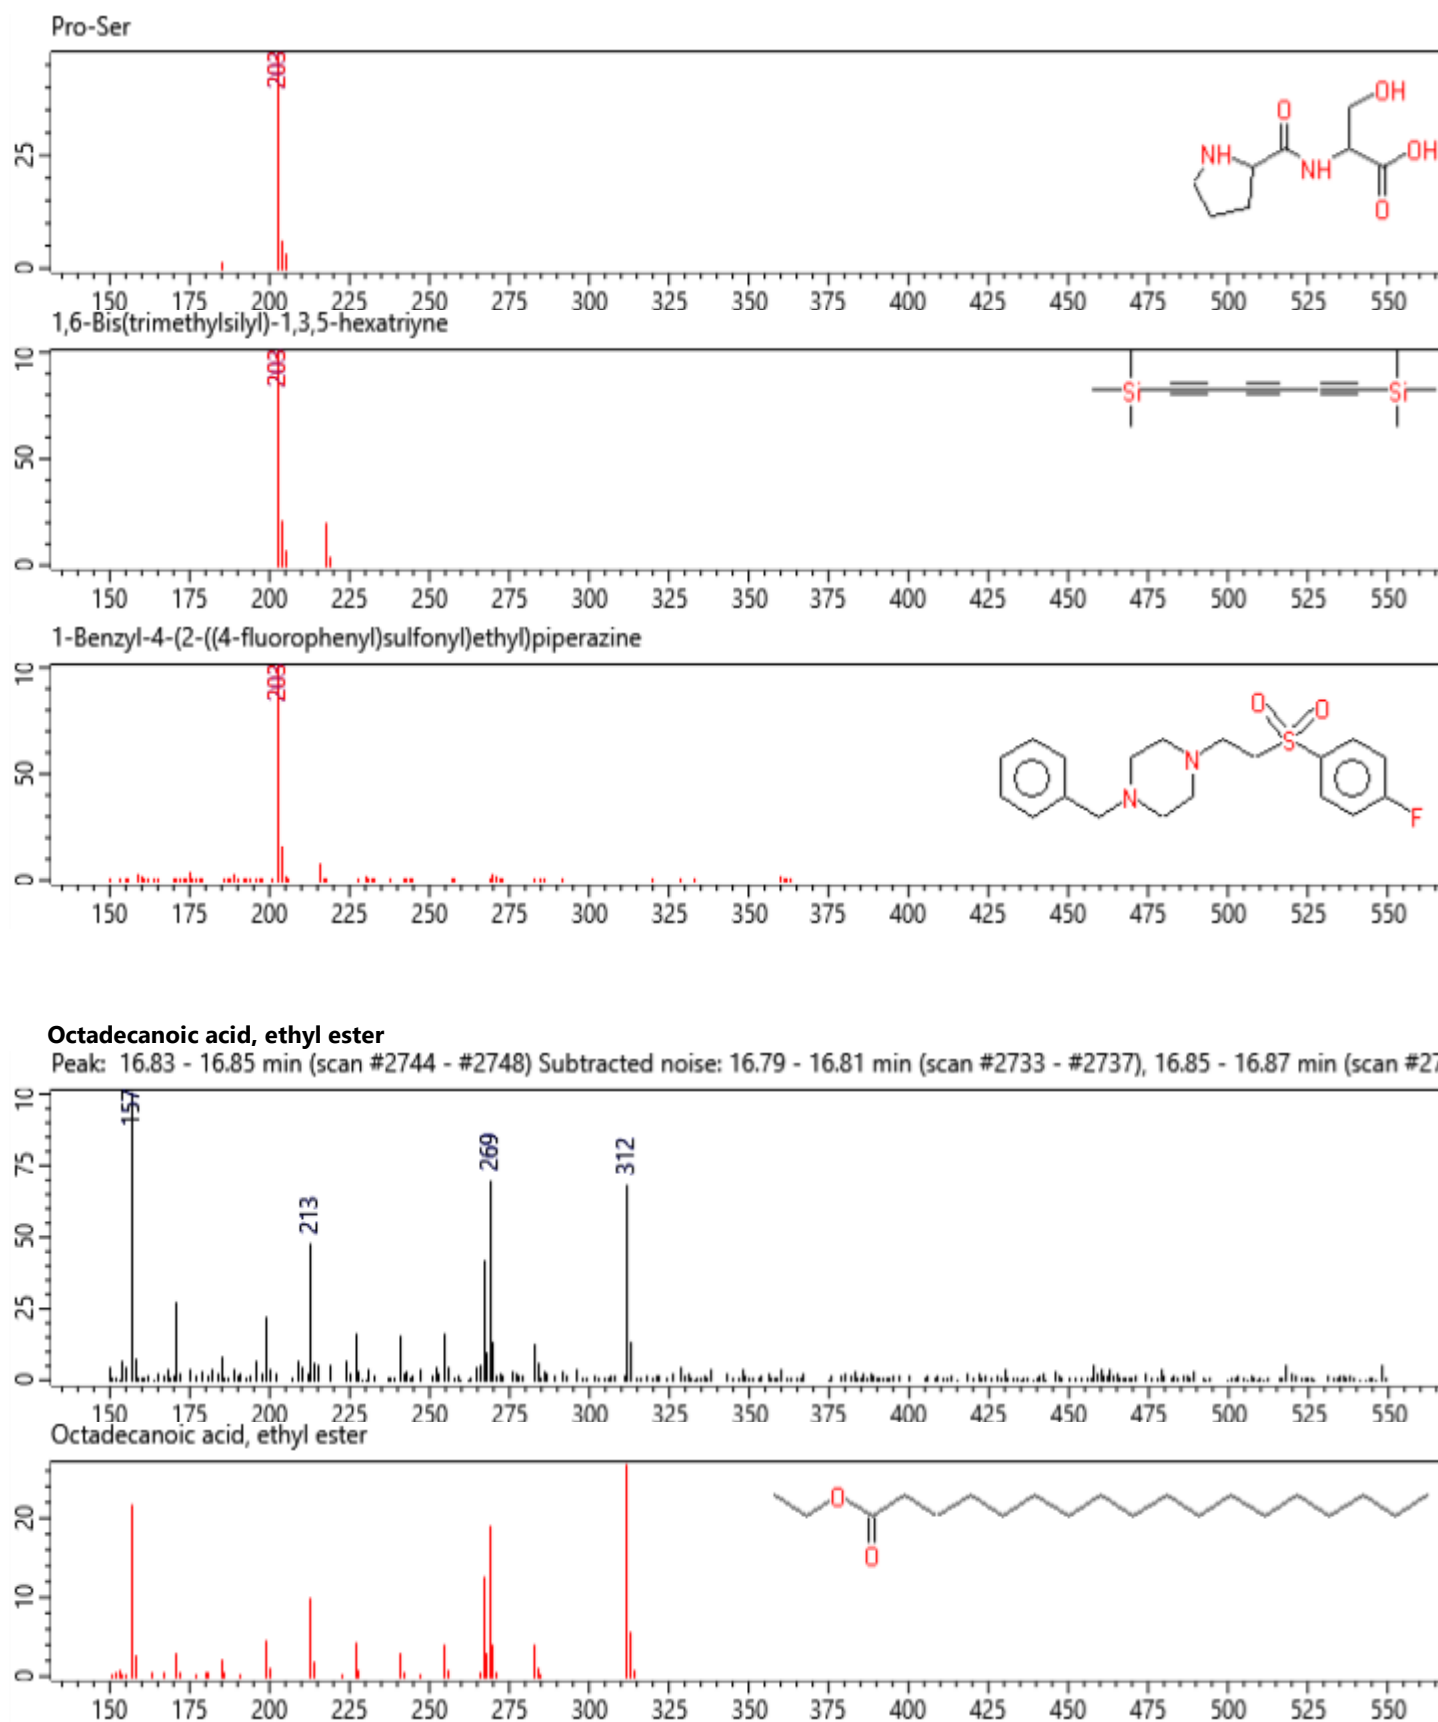 Pro-Ser
203
25
0
OH
O
NH
NH
OH
O
150 175 200 225 250 275 300 325 350 375 400 425 450 475 500 525 550
1,6-Bis(trimethylsilyl)-1,3,5-hexatriyne
10
203
50
0
Si Si
150 175 200 225 250 275 300 325 350 375 400 425 450 475 500 525 550
1-Benzyl-4-(2-((4-fluorophenyl)sulfonyl)ethyl)piperazine
10
203
50
0
O O
S
N
N
F
150 175 200 225 250 275 300 325 350 375 400 425 450 475 500 525 550
Octadecanoic acid, ethyl ester
Peak: 16.83 - 16.85 min (scan #2744 - #2748) Subtracted noise: 16.79 - 16.81 min (scan #2733 - #2737), 16.85 - 16.87 min (scan #27
10
157
75
269
312
213
50
25
0
150 175 200 225 250 275 300 325 350 375 400 425 450 475 500 525 550
Octadecanoic acid, ethyl ester
20
10
0
O
O
150 175 200 225 250 275 300 325 350 375 400 425 450 475 500 525 550